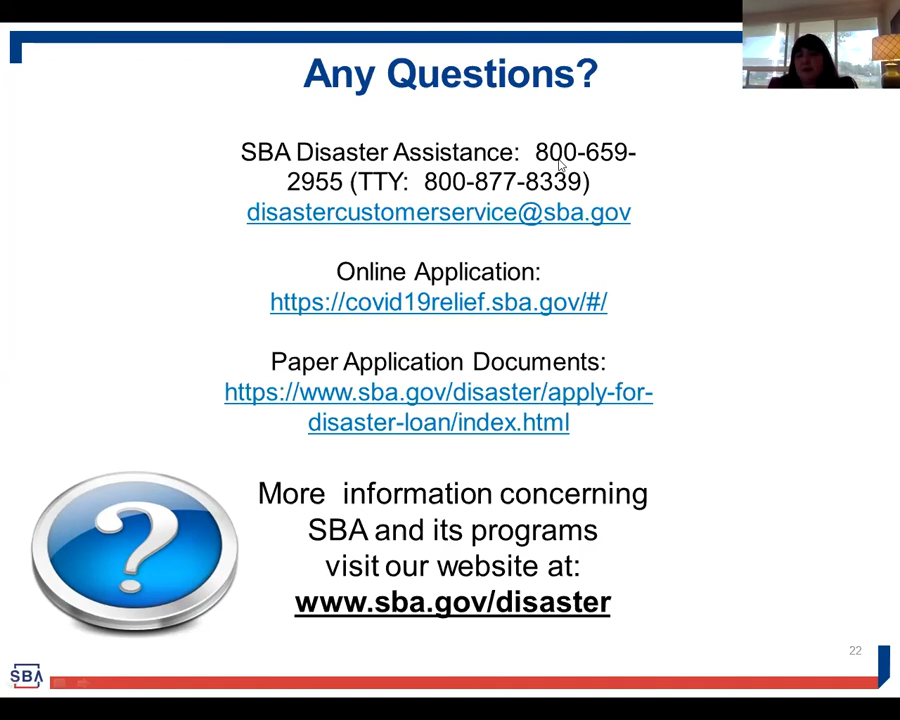 Any Questions?
SBA Disaster Assistance: 800-659-
2955 (TTY: 800-877-8339)
disastercustomerservice@sba.gov
Online Application:
https://covid19relief.sba.gov/#/
Paper Application Documents:
https://www.sba.gov/disaster/apply-for-
disaster-loan/index.html
More information concerning
SBA and its programs
visit our website at:
www.sba.gov/disaster
22
SBA